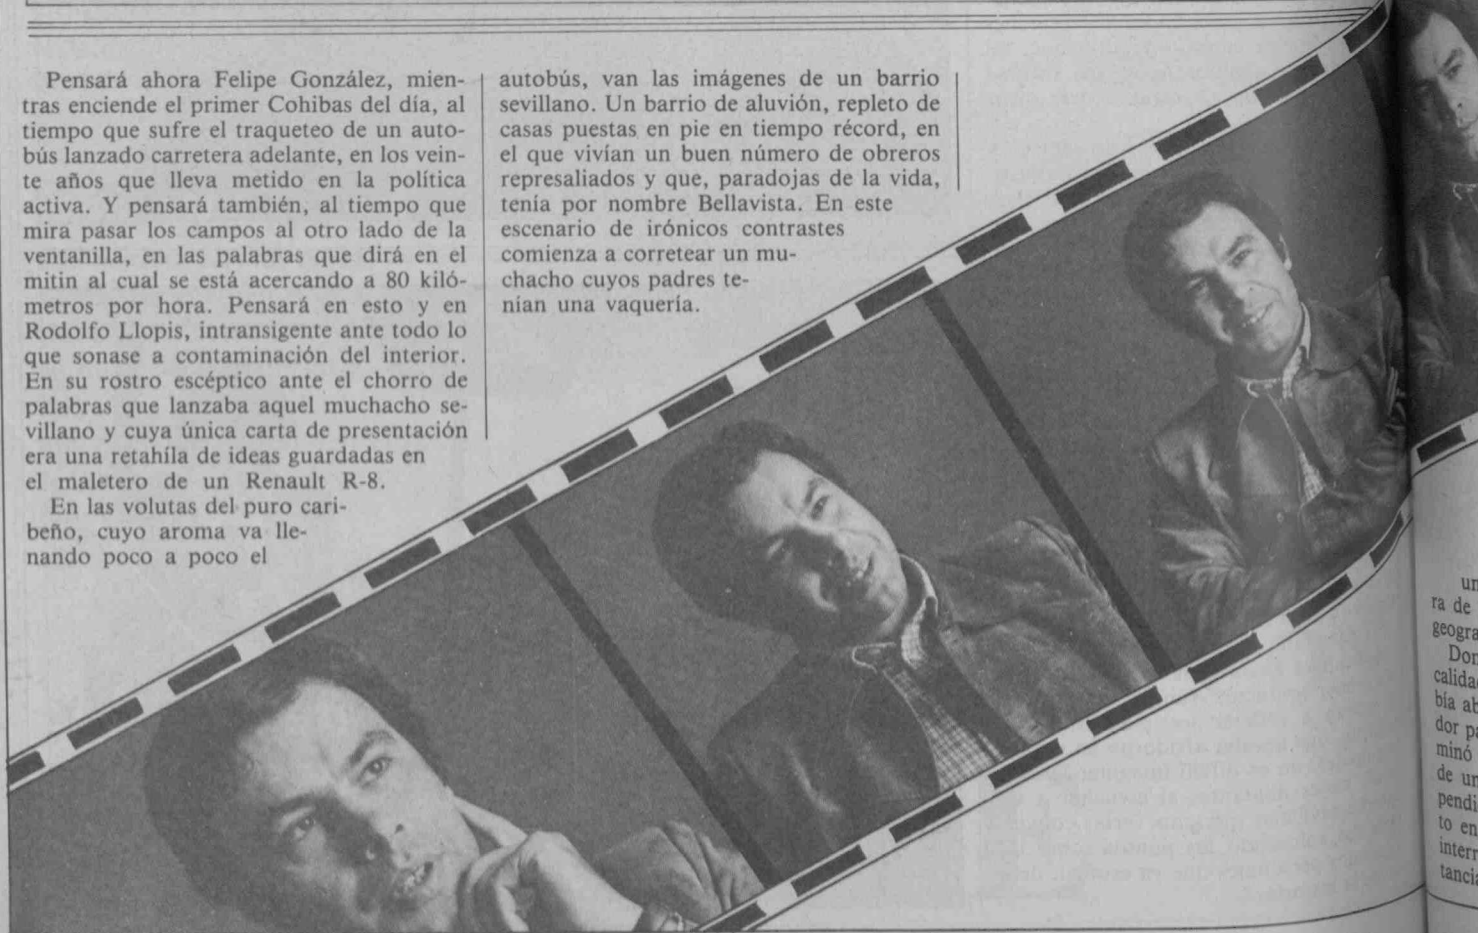 Pensará ahora Felipe González, mien-
tras enciende el primer Cohibas del día, al
tiempo que sufre el traqueteo de un auto-
bús lanzado carretera adelante, en los vein-
te años que lleva metido en la política
activa. Y pensará también, al tiempo que
mira pasar los campos al otro lado de la
ventanilla, en las palabras que dirá en el
mitin al cual se está acercando a 80 kiló-
metros por hora. Pensará en esto y en
Rodolfo Llopis, intransigente ante todo lo
que sonase a contaminación del interior.
En su rostro escéptico ante el chorro de
palabras que lanzaba aquel muchacho se-
villano y cuya única carta de presentación
era una retahíla de ideas guardadas en
el maletero de un Renault R-8.
En las volutas del puro cari-
beño, cuyo aroma va lle-
nando poco a poco el
autobús, van las imágenes de un barrio
sevillano. Un barrio de aluvión, repleto de
casas puestas en pie en tiempo récord, en
el que vivían un buen número de obreros
represaliados y que, paradojas de la vida,
tenía por nombre Bellavista. En este
escenario de irónicos contrastes
comienza a corretear un mu-
chacho cuyos padres te-
nían una vaquería.
ra de
de